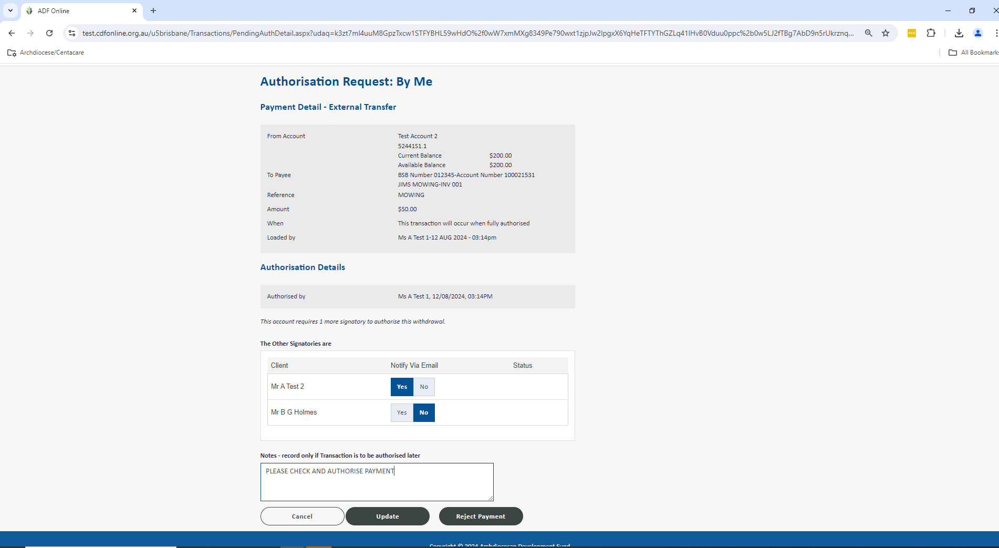 ADF Online
test.cdfonline.org.au/u5brisbane/Transactions/PendingAuthDetail.aspx?udaq=k3zt7ml4uuM8GpzTxcw1STFYBHL59wHdO%2f0wW7xmMXg8349Pe790wxt1zjpJw2IpgxX6YqHeTFTYThGZLq41IHvB0Vduu0ppc%2b0w5LJ2fTBg7AbD9n5rUkrznq...
Archdiocese/Centacare
All Bookmarks
Authorisation Request: By Me
Payment Detail - External Transfer
From Account Test Account 2
52441S1.1
Current Balance $200.00
Available Balance $200.00
To Payee BSB Number 012345-Account Number 100021531
JIMS MOWING-INV 001
Reference MOWING
Amount $50.00
When This transaction will occur when fully authorised
Loaded by Ms A Test 1-12 AUG 2024 - 03:14pm
Authorisation Details
Authorised by Ms A Test 1, 12/08/2024, 03:14PM
This account requires 1 more signatory to authorise this withdrawal.
The Other Signatories are
Client Notify Via Email Status
Mr A Test 2 Yes No
Mr B G Holmes Yes No
Notes - record only if Transaction is to be authorised later
PLEASE CHECK AND AUTHORISE PAYMENT
Cancel Update Reject Payment
Copyright © 2024 Archdiocesan Development Fund